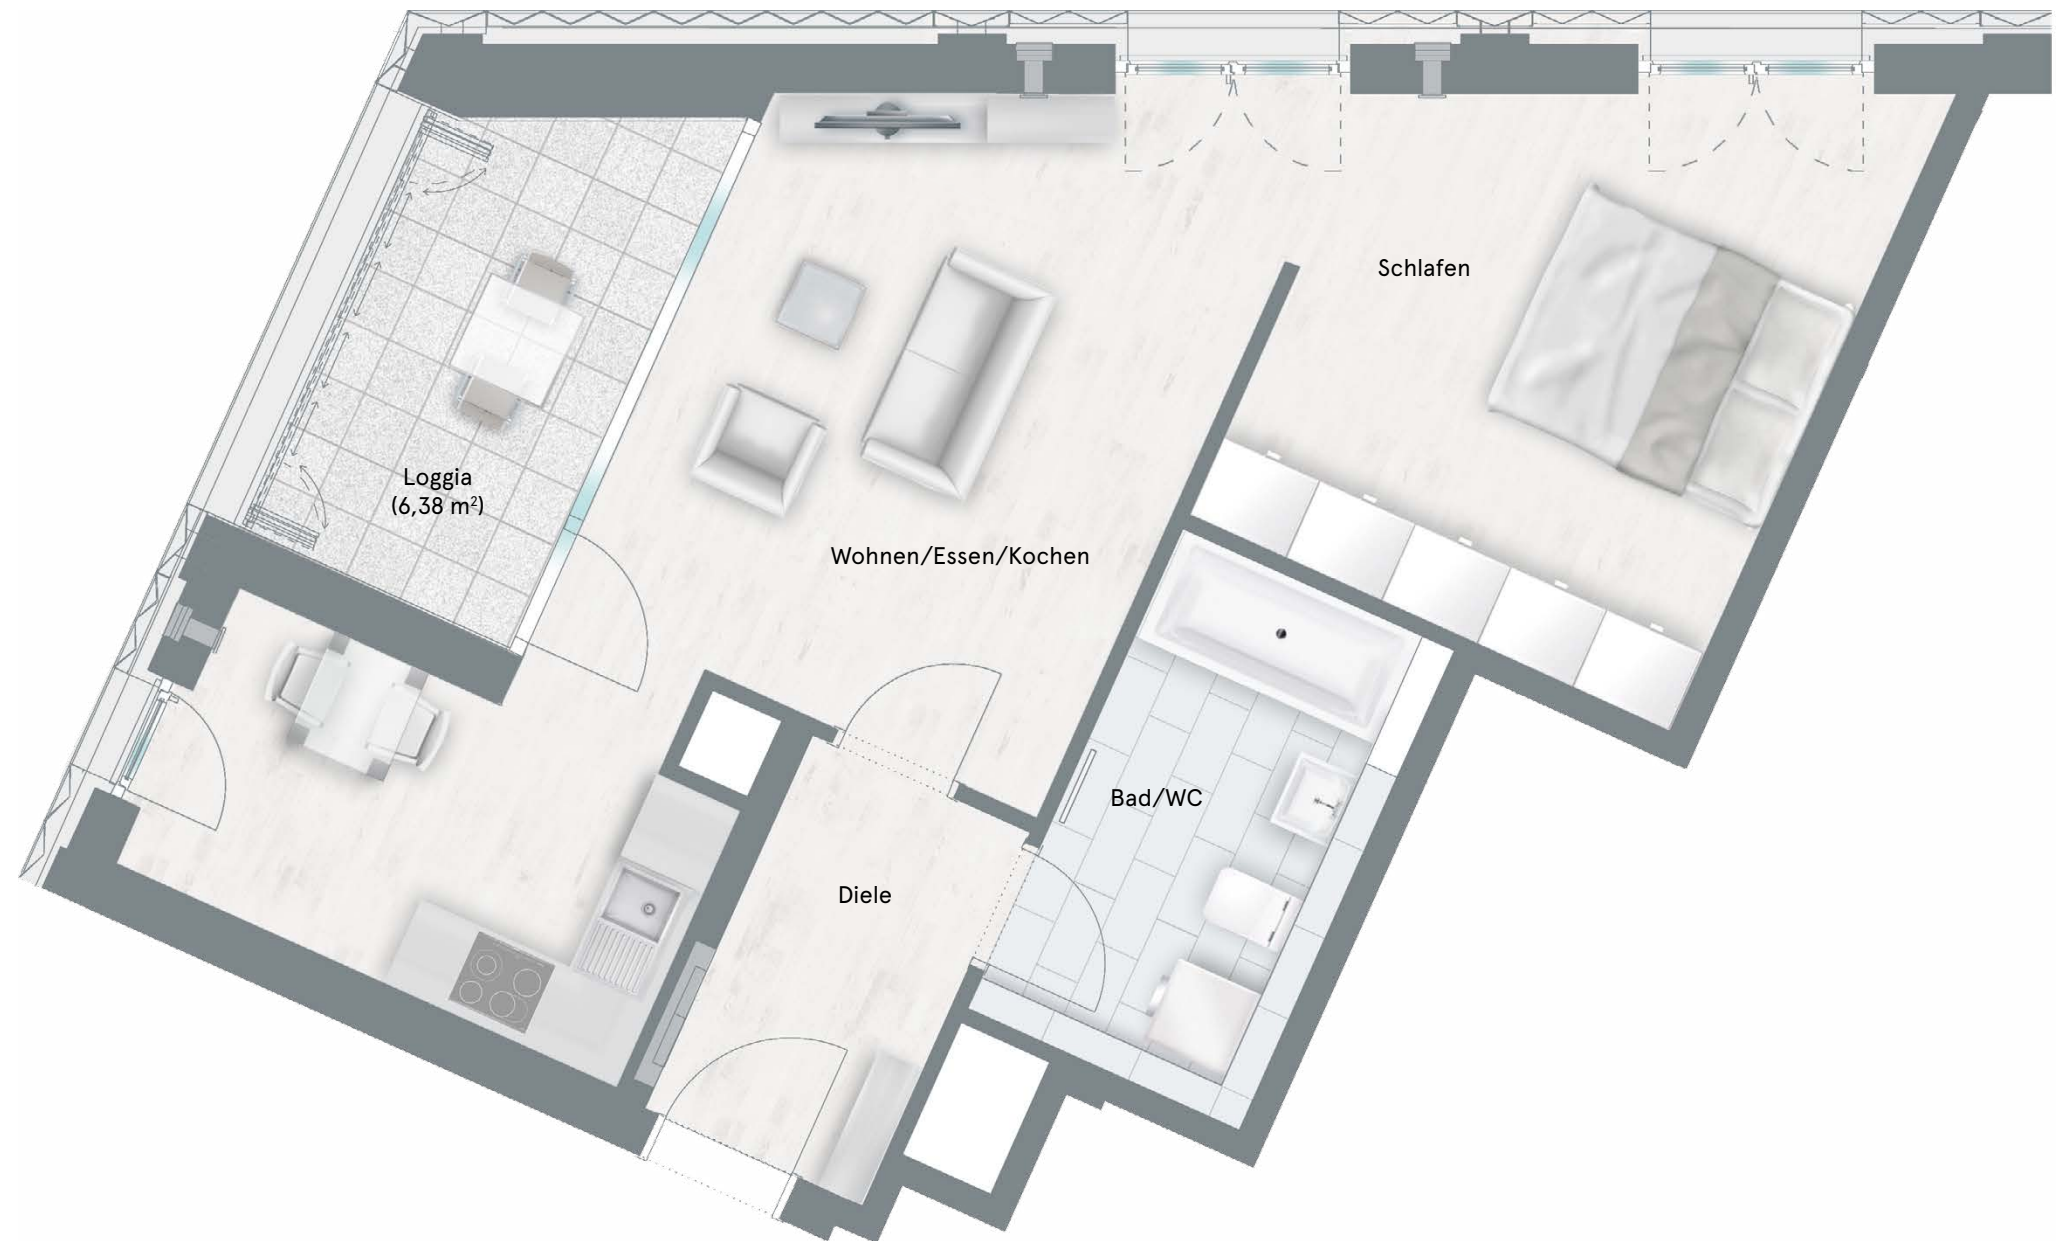 Schlafen
Loggia
(6,38 m²)
Wohnen/Essen/Kochen
Bad/WC
Diele